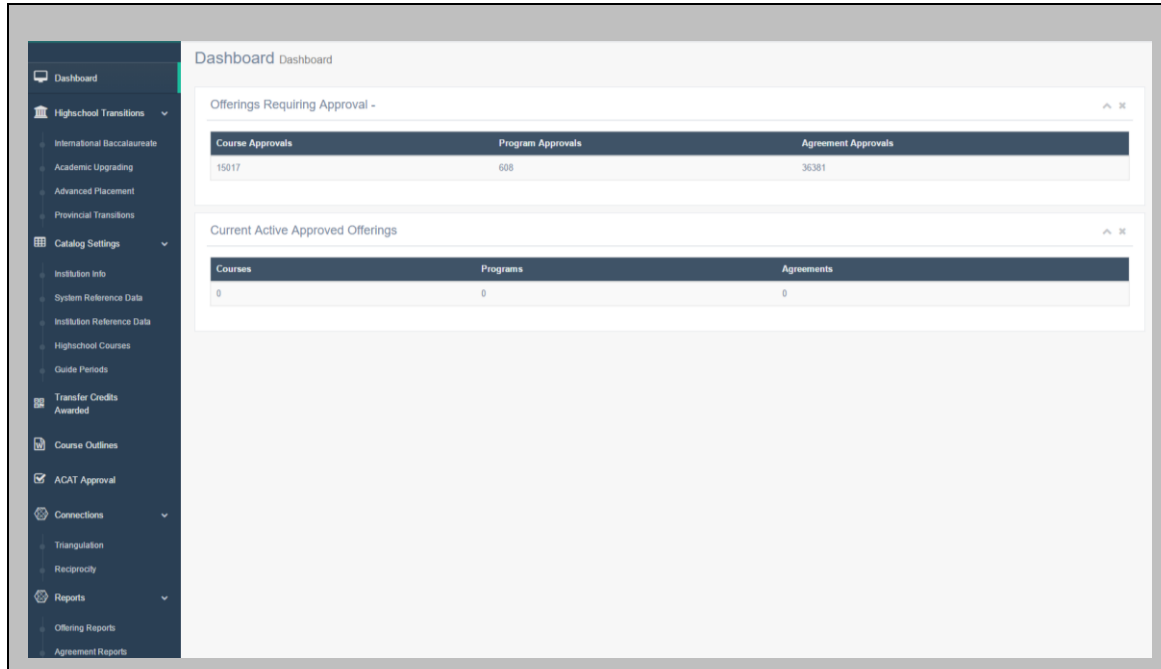 Dashboard Dashboard
Dashboard
Highschool Transitions
International Baccalaureate
Academic Upgrading
Advanced Placement
Provincial Transitions
Catalog Settings
Institution Info
System Reference Data
Institution Reference Data
Highschool Courses
Guide Periods
Transfer Credits
Awarded
Course Outlines
ACAT Approval
Connections
Triangulation
Reciprocity
Reports
Offering Reports
Agreement Reports
Offerings Requiring Approval -
Course Approvals Program Approvals Agreement Approvals
15017 608 36381
Current Active Approved Offerings
Courses Programs Agreements
0 0 0